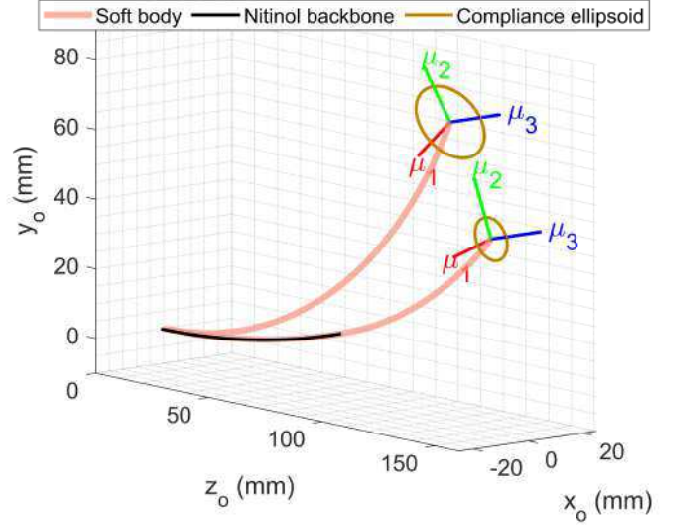 Soft body Nitinol backbone Compliance ellipsoid
80
60
40
20
0
y_o (mm)
μ_2
μ_3
μ_1
μ_2
μ_3
μ_1
0
50
100
150
z_o (mm)
-20
0
20
x_o (mm)